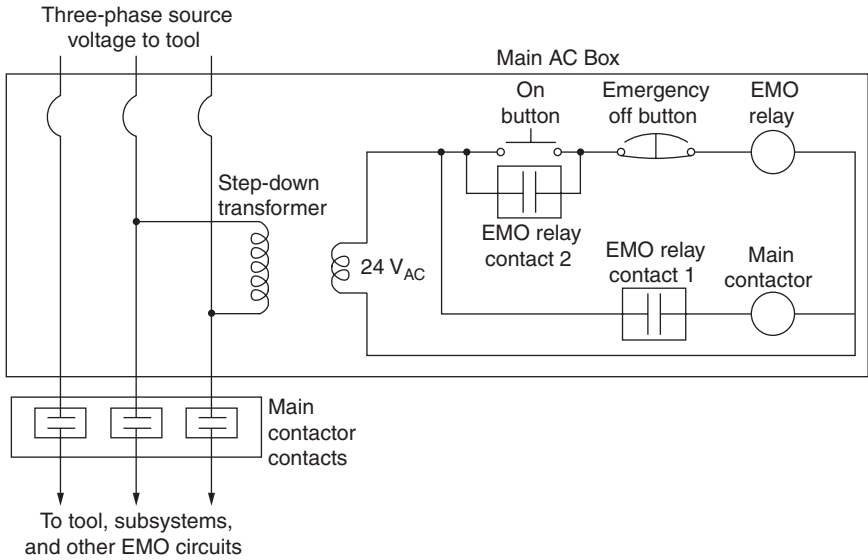 Three-phase source
voltage to tool
Main AC Box
On
button
Emergency
off button
EMO
relay
Step-down
transformer
24 VAC
EMO relay
contact 2
EMO relay
contact 1
Main
contactor
Main
contactor
contacts
To tool, subsystems,
and other EMO circuits